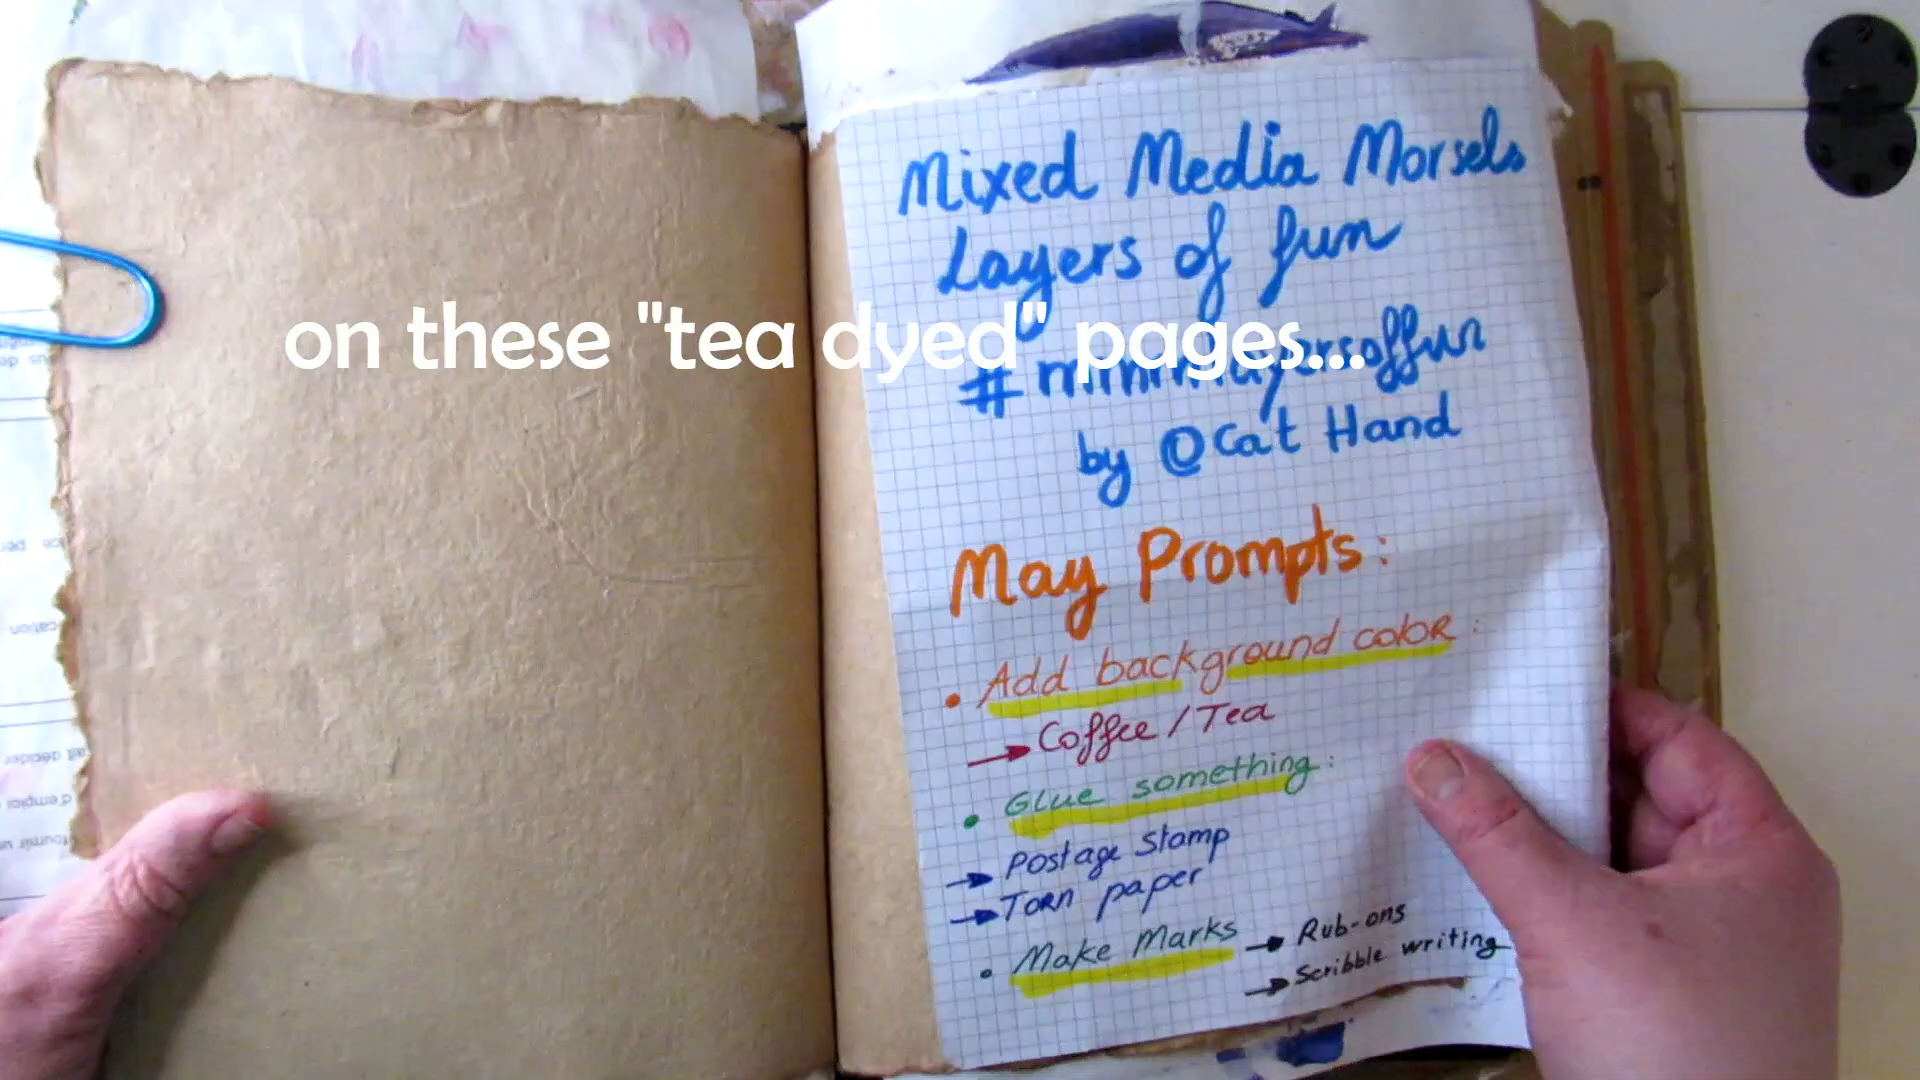 Mixed Media Morsels
Layers of fun
on these "tea dyed" pages...
#
by @Cat Hand
May Prompts:
• Add background color:
→ Coffee / Tea
• Glue something:
→ Postage Stamp
→ Torn paper
• Make Marks → Rub-ons
→ Scribble writing